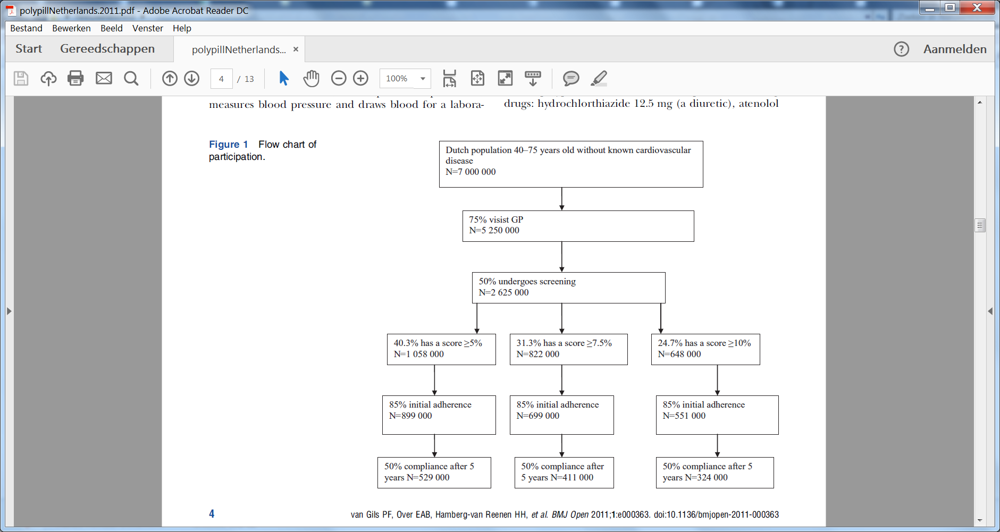 polypillNetherlands.2011.pdf - Adobe Acrobat Reader DC
Bestand Bewerken Beeld Venster Help
Start Gereedschappen polypillNetherlands... × ? Aanmelden
4 / 13 100%
measures blood pressure and draws blood for a labora-
drugs: hydrochlorthiazide 12.5 mg (a diuretic), atenolol
Figure 1 Flow chart of
participation.
Dutch population 40–75 years old without known cardiovascular
disease
N=7 000 000
75% visist GP
N=5 250 000
50% undergoes screening
N=2 625 000
40.3% has a score ≥5%
N=1 058 000
31.3% has a score ≥7.5%
N=822 000
24.7% has a score ≥10%
N=648 000
85% initial adherence
N=899 000
85% initial adherence
N=699 000
85% initial adherence
N=551 000
50% compliance after 5
years N=529 000
50% compliance after
5 years N=411 000
50% compliance after 5
years N=324 000
4
van Gils PF, Over EAB, Hamberg-van Reenen HH, et al. BMJ Open 2011;1:e000363. doi:10.1136/bmjopen-2011-000363